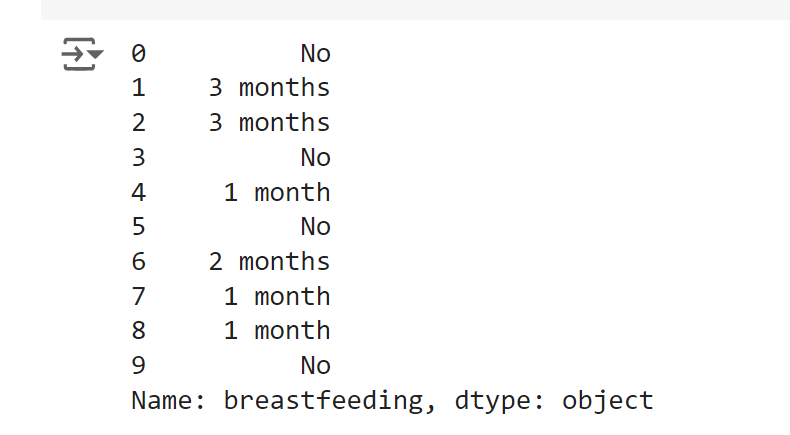 0           No
1     3 months
2     3 months
3           No
4      1 month
5           No
6     2 months
7      1 month
8      1 month
9           No
Name: breastfeeding, dtype: object